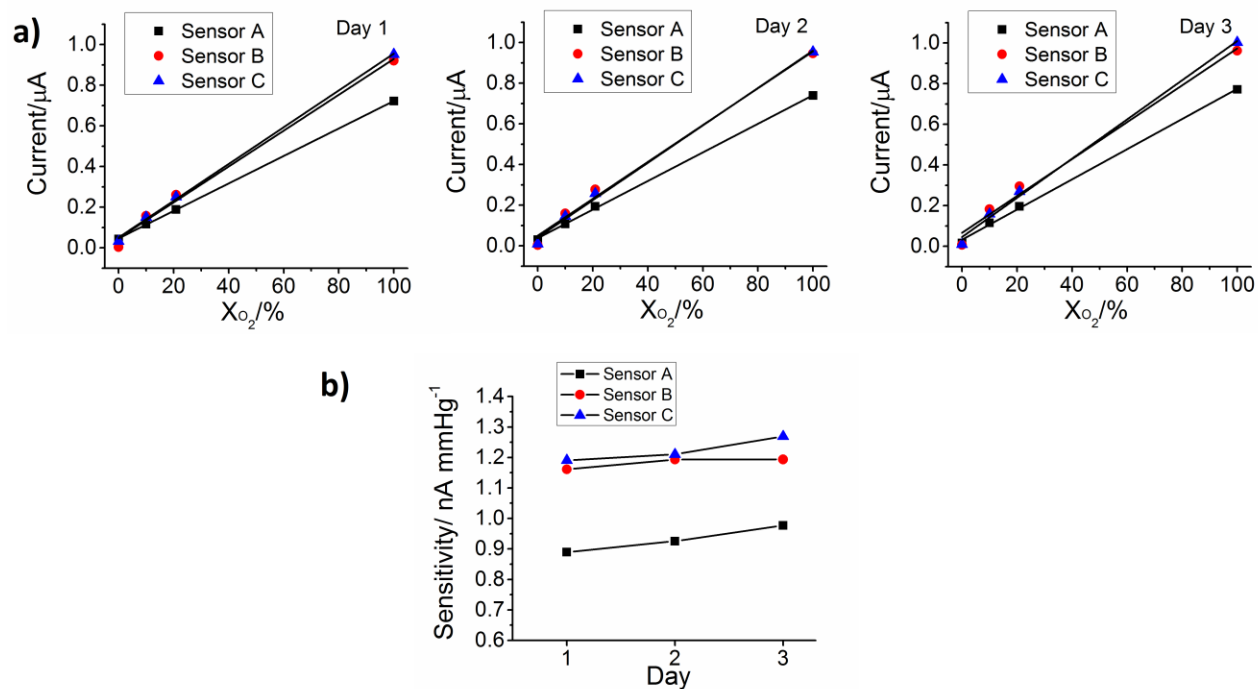 a)
Sensor A
Sensor B
Sensor C
Day 1
Current/μA
1.0
0.8
0.6
0.4
0.2
0.0
0 20 40 60 80 100
XO₂/%
Sensor A
Sensor B
Sensor C
Day 2
Current/μA
1.0
0.8
0.6
0.4
0.2
0.0
0 20 40 60 80 100
XO₂/%
Sensor A
Sensor B
Sensor C
Day 3
Current/μA
1.0
0.8
0.6
0.4
0.2
0.0
0 20 40 60 80 100
XO₂/%
b)
Sensor A
Sensor B
Sensor C
Sensitivity/ nA mmHg⁻¹
1.4
1.3
1.2
1.1
1.0
0.9
0.8
0.7
0.6
1 2 3
Day